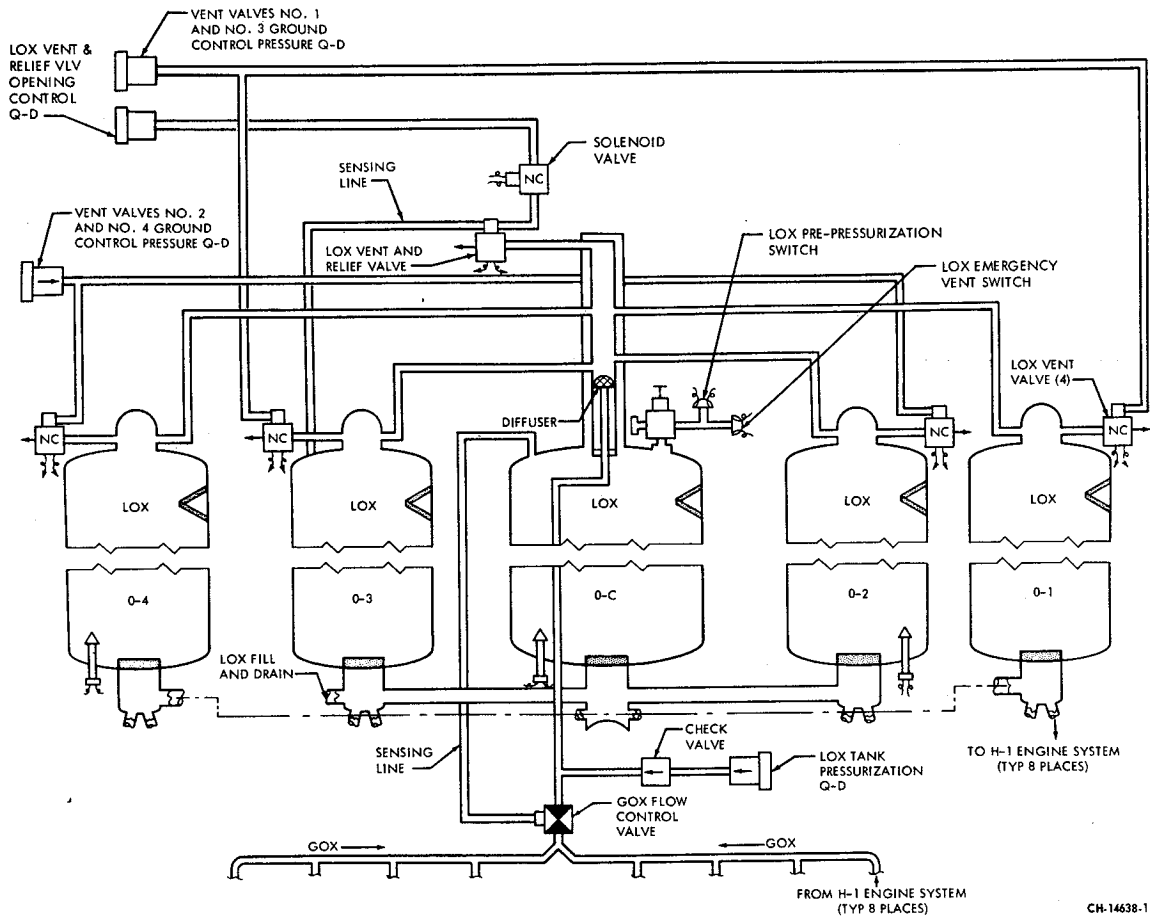 VENT VALVES NO. 1
AND NO. 3 GROUND
CONTROL PRESSURE Q-D
LOX VENT &
RELIEF VLV
OPENING
CONTROL
Q-D
SOLENOID
VALVE
NC
SENSING
LINE
VENT VALVES NO. 2
AND NO. 4 GROUND
CONTROL PRESSURE Q-D
LOX VENT AND
RELIEF VALVE
LOX PRE-PRESSURIZATION
SWITCH
LOX EMERGENCY
VENT SWITCH
LOX VENT
VALVE (4)
DIFFUSER
NC
NC
NC
NC
LOX
LOX
LOX
LOX
LOX
0-4
0-3
0-C
0-2
0-1
LOX FILL
AND DRAIN
SENSING
LINE
CHECK
VALVE
LOX TANK
PRESSURIZATION
Q-D
TO H-1 ENGINE SYSTEM
(TYP 8 PLACES)
GOX FLOW
CONTROL
VALVE
GOX
GOX
FROM H-1 ENGINE SYSTEM
(TYP 8 PLACES)
CH-14638-1